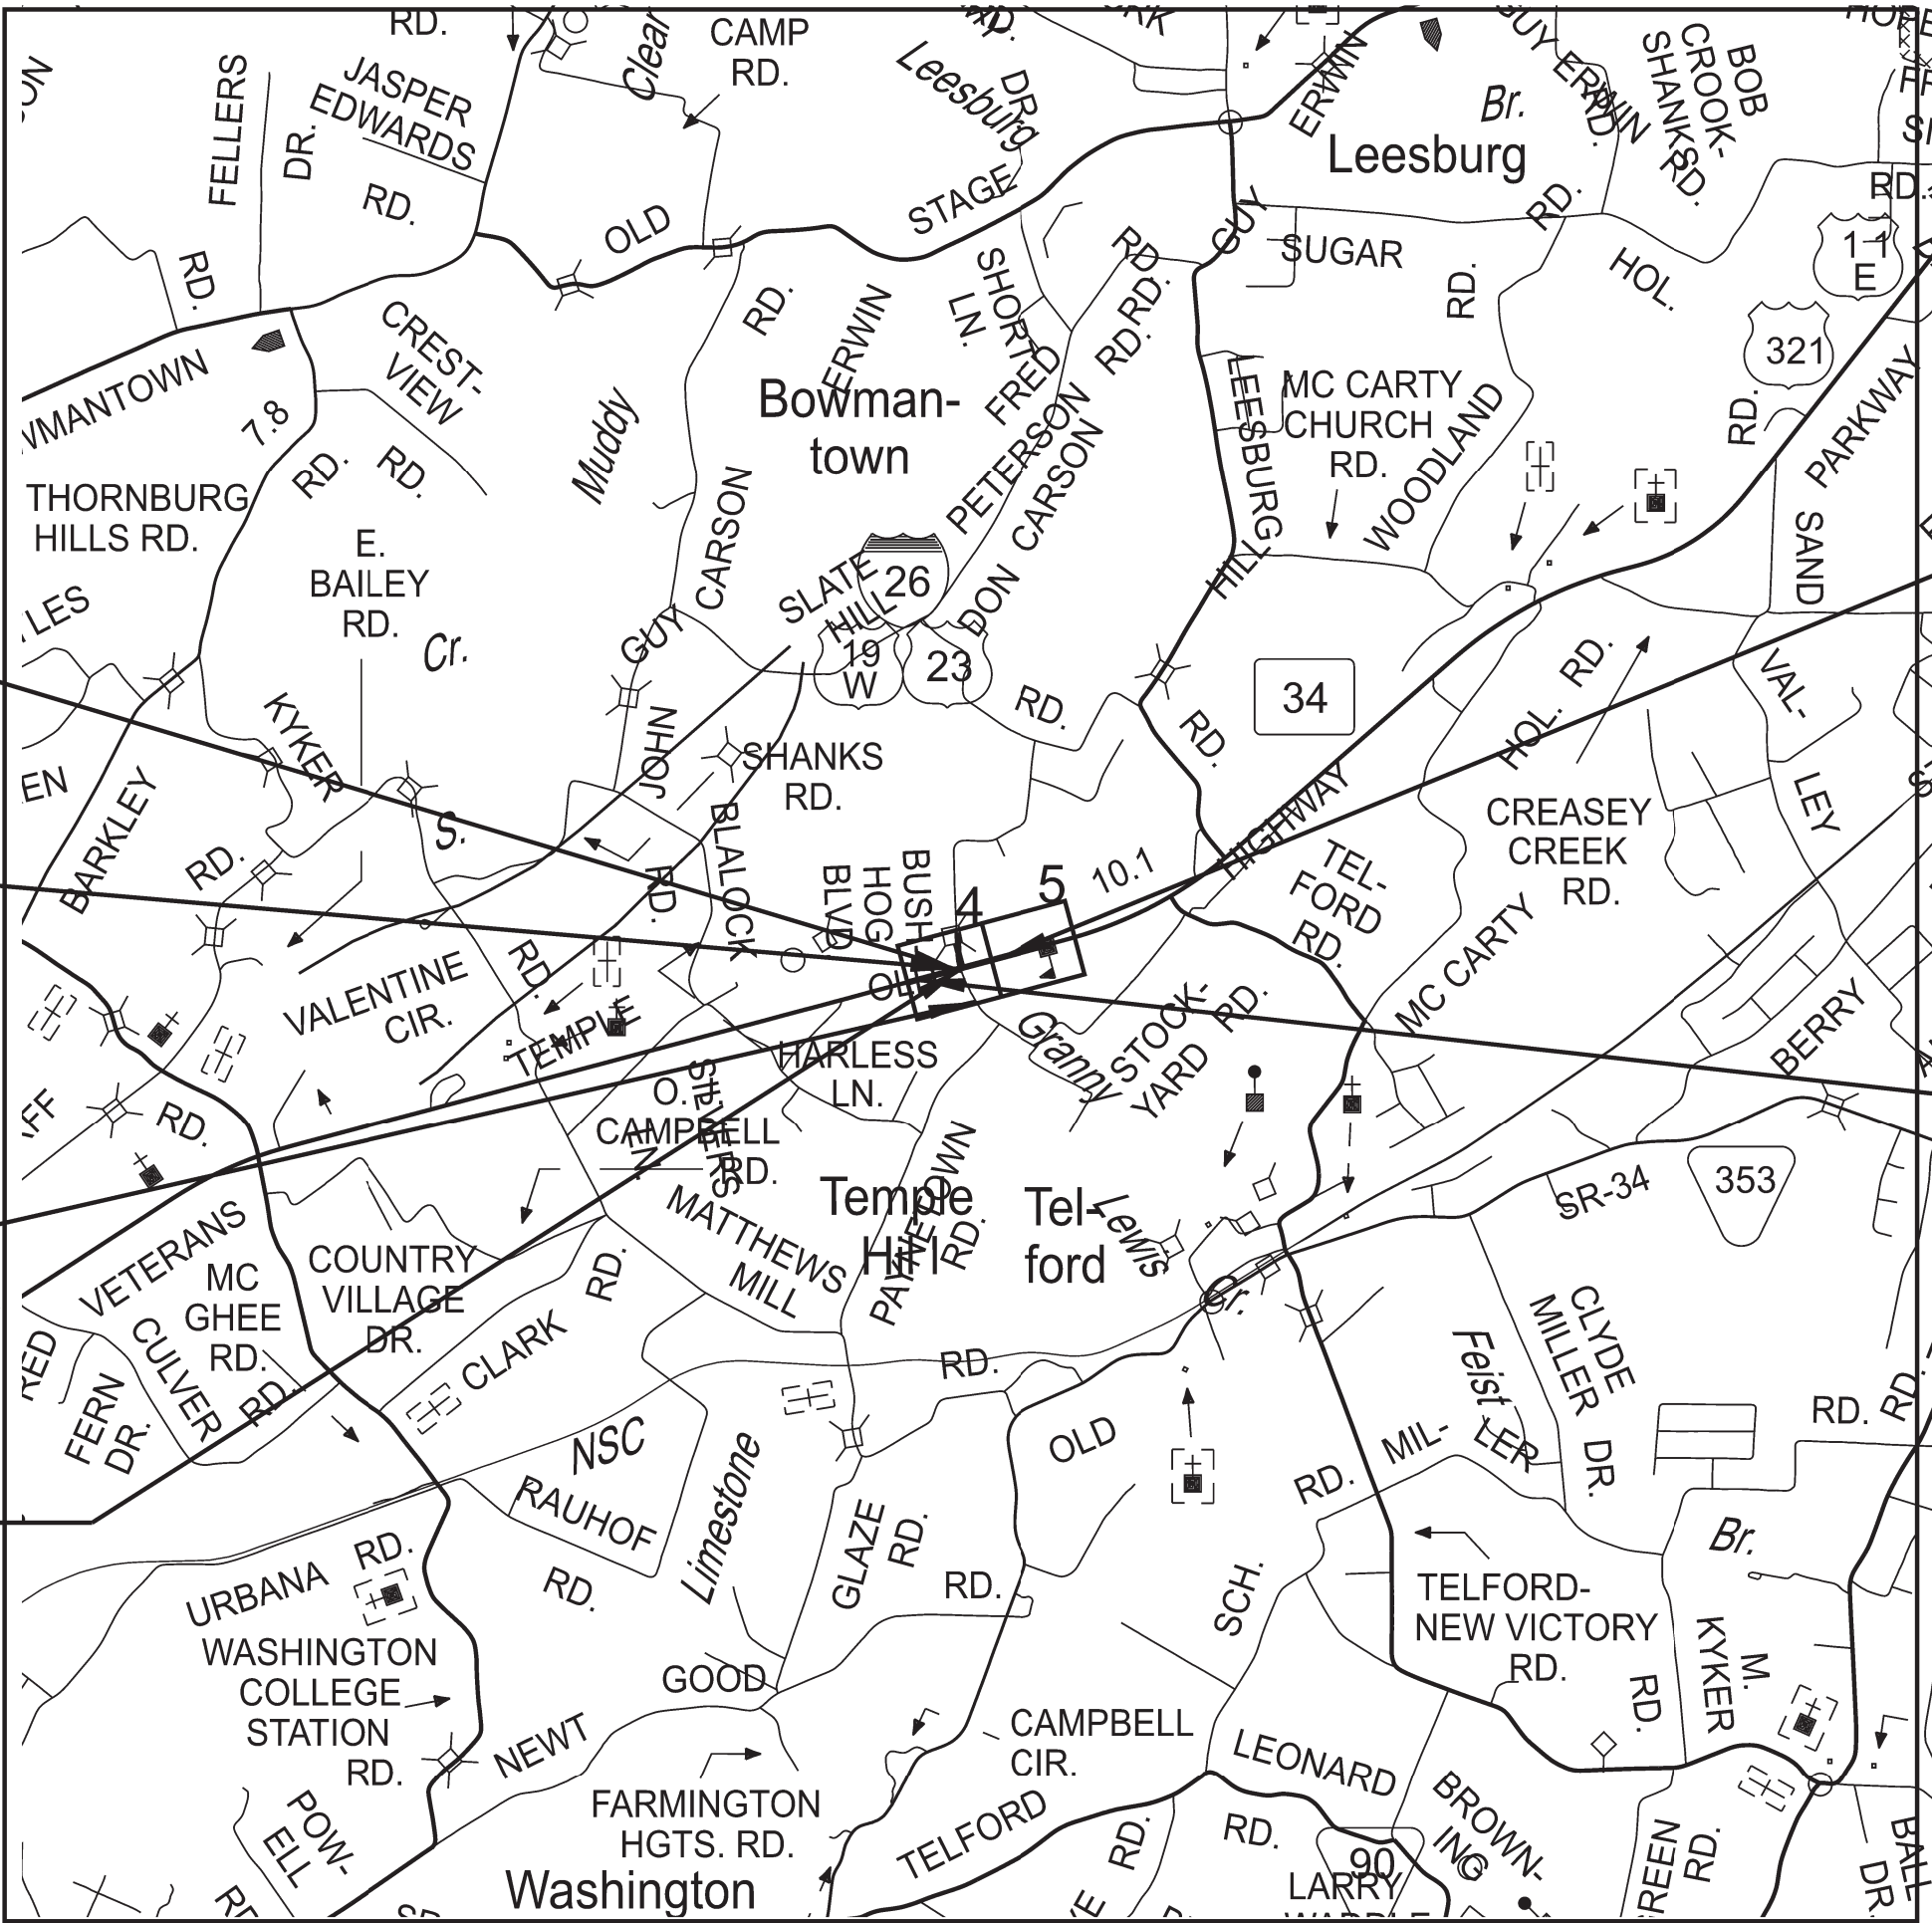 RD.
Clear
CAMP
RD.
Leesburg
DR.
ERWIN
Br.
GUY ERWIN
RD.
BOB
CROOK-
SHANKS
RD.
Leesburg
FELLERS
DR.
JASPER
EDWARDS
RD.
RD.
OLD
STAGE
GUY
SUGAR
RD.
HOL.
RD.
RD.
11
E
321
RD.
PARKWAY
CREST-
VIEW
RD.
7.8
RD.
THORNBURG
HILLS RD.
E.
BAILEY
RD.
Muddy
Cr.
RD.
ERWIN
Bowman-
town
SHORT
LN.
FRED
PETERSON
RD.
DON CARSON
RD.
RD.
LEESBURG
HILL
RD.
MC CARTY
CHURCH
RD.
WOODLAND
RD.
SAND
VAL-
LEY
CARSON
GUY
SLATE
HILL
RD.
26
19
W
23
34
KYKER
RD.
BARKLEY
S.
JOHN
RD.
SHANKS
RD.
BLALOCK
BUSH
HOG
BLVD
4
5
10.1
HIGHWAY
HOL.
RD.
TEL-
FORD
RD.
CREASEY
CREEK
RD.
MC CARTY
VALENTINE
CIR.
RD.
TEMPLE
HARLESS
LN.
O.
CAMPBELL
RD.
SILVERS
LN.
Granny
STOCK-
YARD
RD.
BERRY
RD.
VETERANS
MC
GHEE
RD.
COUNTRY
VILLAGE
DR.
MATTHEWS
MILL
RD.
Temple
Hill
PAYNETOWN
RD.
Tel-
ford
Lewis
Cr.
SR-34
353
CULVER
RD.
FERN
DR.
CLARK
RD.
NSC
RAUHOF
RD.
Limestone
GLAZE
RD.
OLD
Feist
CLYDE
MILLER
DR.
MIL-
LER
RD.
RD.
RD.
Br.
URBANA
RD.
WASHINGTON
COLLEGE
STATION
RD.
GOOD
RD.
NEWT
SCH.
TELFORD-
NEW VICTORY
RD.
M.
KYKER
RD.
POW-
ELL
FARMINGTON
HGTS. RD.
CAMPBELL
CIR.
TELFORD
RD.
LEONARD
RD.
BROWN-
ING
90
LARRY
RD.
BALL
DR.
Washington